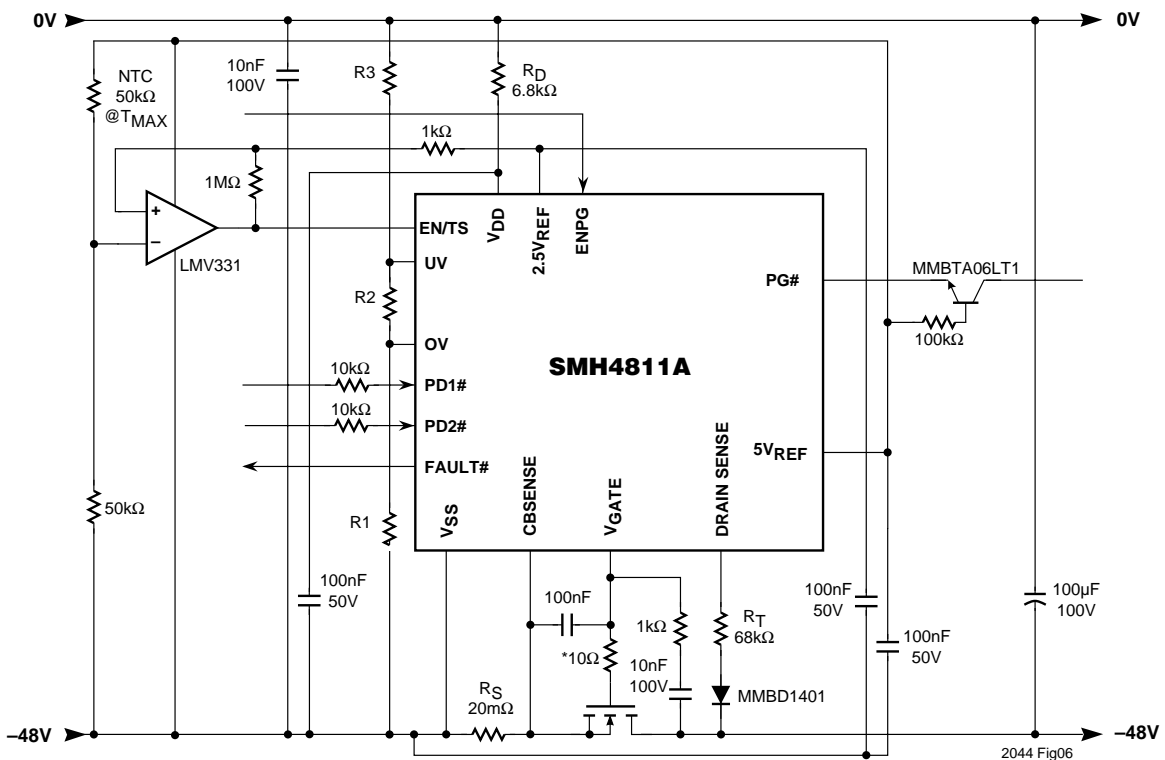 0V
0V
NTC
50kΩ
@TMAX
10nF
100V
R3
RD
6.8kΩ
1kΩ
1MΩ
+
−
LMV331
EN/TS
VDD
2.5VREF
ENPG
UV
R2
OV
PG#
MMBTA06LT1
100kΩ
SMH4811A
10kΩ
PD1#
10kΩ
PD2#
FAULT#
5VREF
50kΩ
R1
VSS
CBSENSE
VGATE
DRAIN SENSE
100nF
50V
100nF
*10Ω
1kΩ
10nF
100V
RT
68kΩ
MMBD1401
100nF
50V
100nF
50V
100µF
100V
RS
20mΩ
–48V
–48V
2044 Fig06